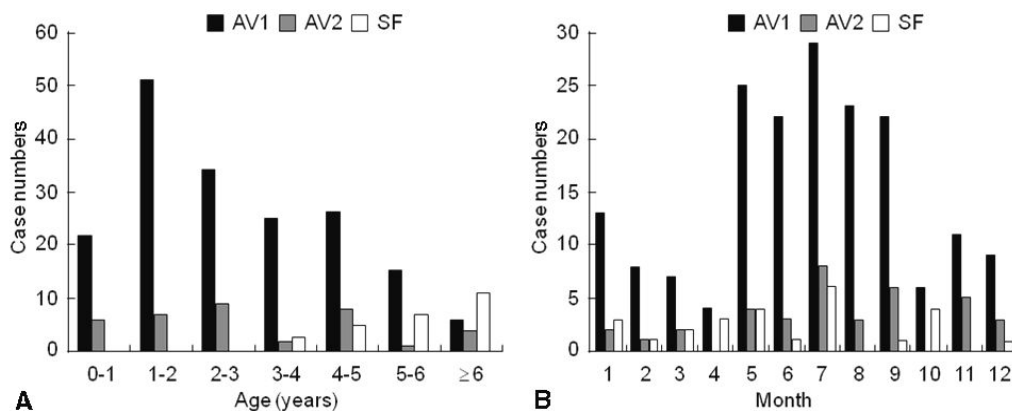 AV1 AV2 SF
60
50
40
30
20
10
0
Case numbers
0-1 1-2 2-3 3-4 4-5 5-6 ≥6
Age (years)
A
AV1 AV2 SF
30
25
20
15
10
5
0
Case numbers
1 2 3 4 5 6 7 8 9 10 11 12
Month
B